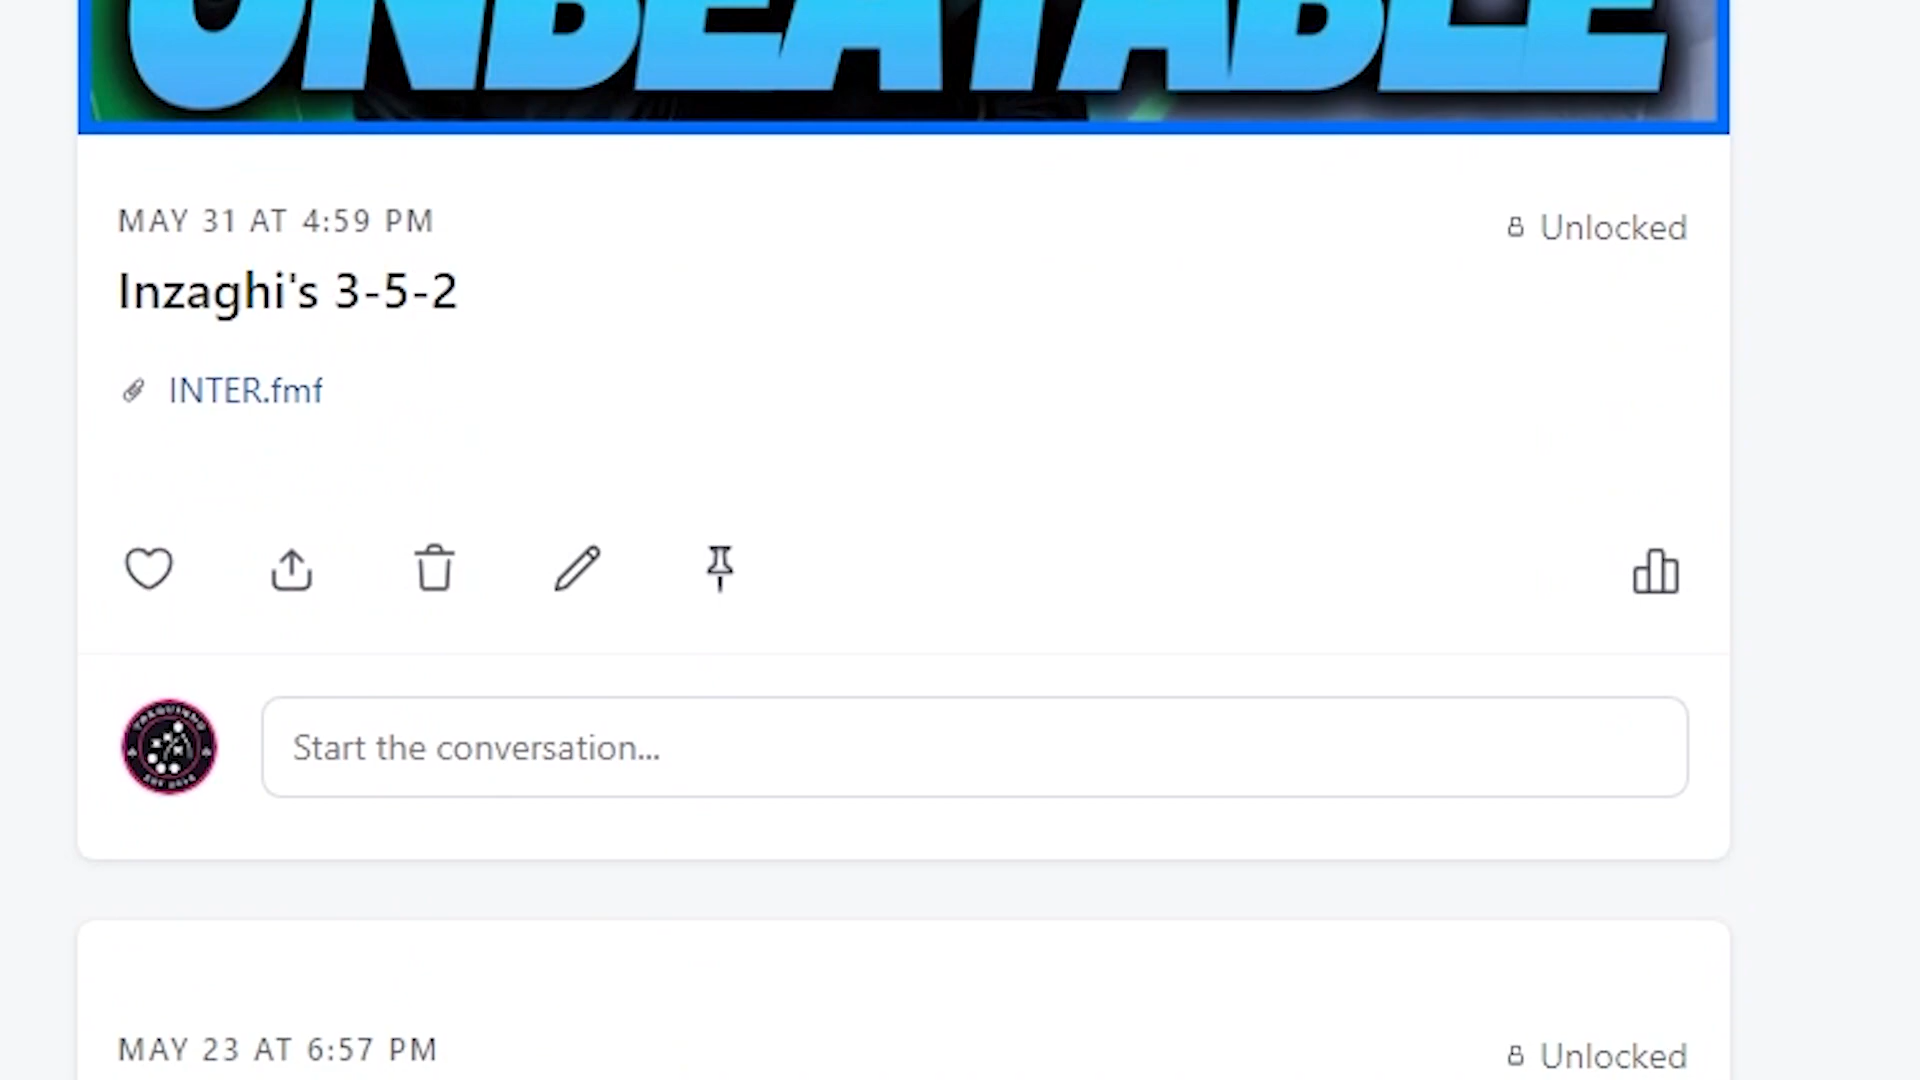 UNBEATABLE
MAY 31 AT 4:59 PM
Unlocked
Inzaghi's 3-5-2
INTER.fmf
Start the conversation...
MAY 23 AT 6:57 PM
Unlocked